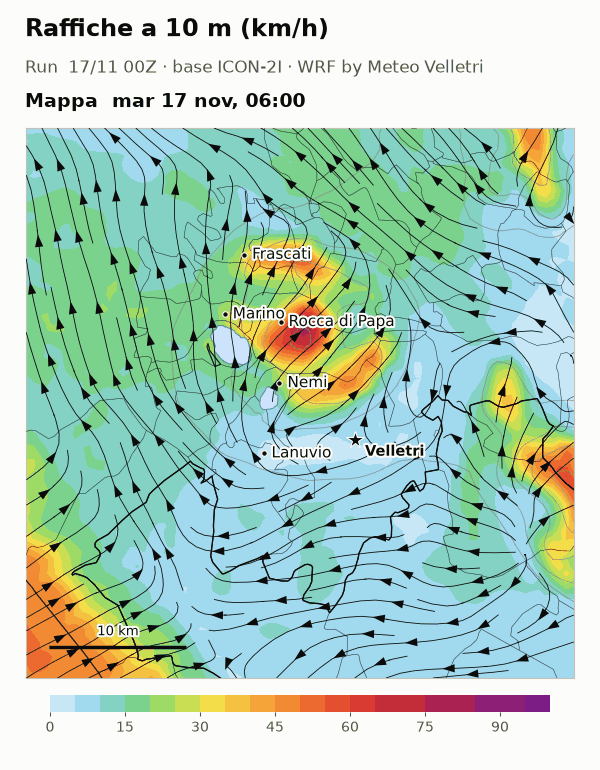 Raffiche a 10 m (km/h)
Run  17/11 00Z · base ICON-2I · WRF by Meteo Velletri
Mappa  mar 17 nov, 06:00
Frascati
Marino
Rocca di Papa
Nemi
Velletri
Lanuvio
10 km
0 15 30 45 60 75 90